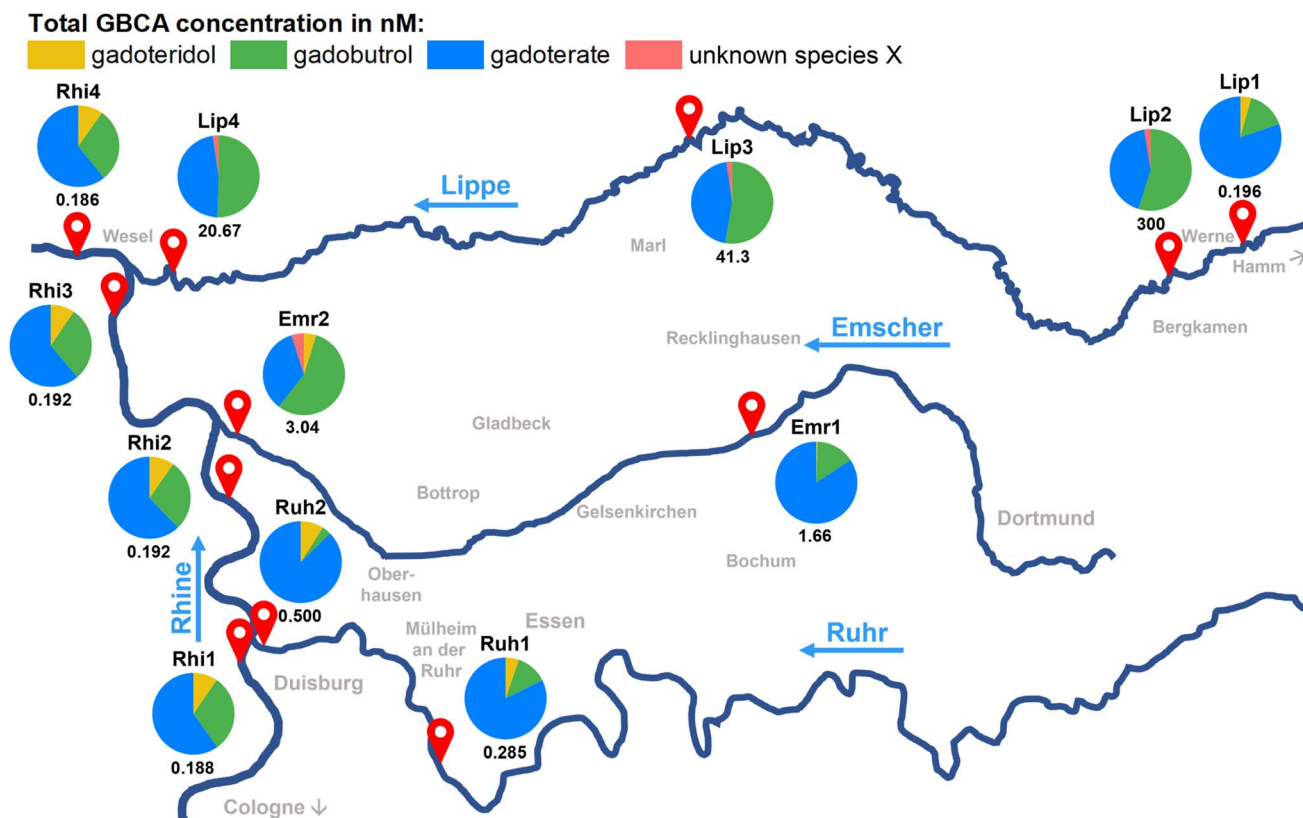 Total GBCA concentration in nM:
gadoteridol gadobutrol gadoterate unknown species X
Rhi4
0.186
Lip4
20.67
Lippe
Lip3
41.3
Lip2
300
Lip1
0.196
Wesel
Marl
Werne
Hamm
Bergkamen
Rhi3
0.192
Emr2
3.04
Recklinghausen
Emscher
Gladbeck
Emr1
1.66
Rhi2
0.192
Bottrop
Gelsenkirchen
Dortmund
Bochum
Ruh2
0.500
Ober-
hausen
Rhine
Mülheim
an der
Ruhr
Essen
Ruh1
0.285
Ruhr
Rhi1
0.188
Duisburg
Cologne